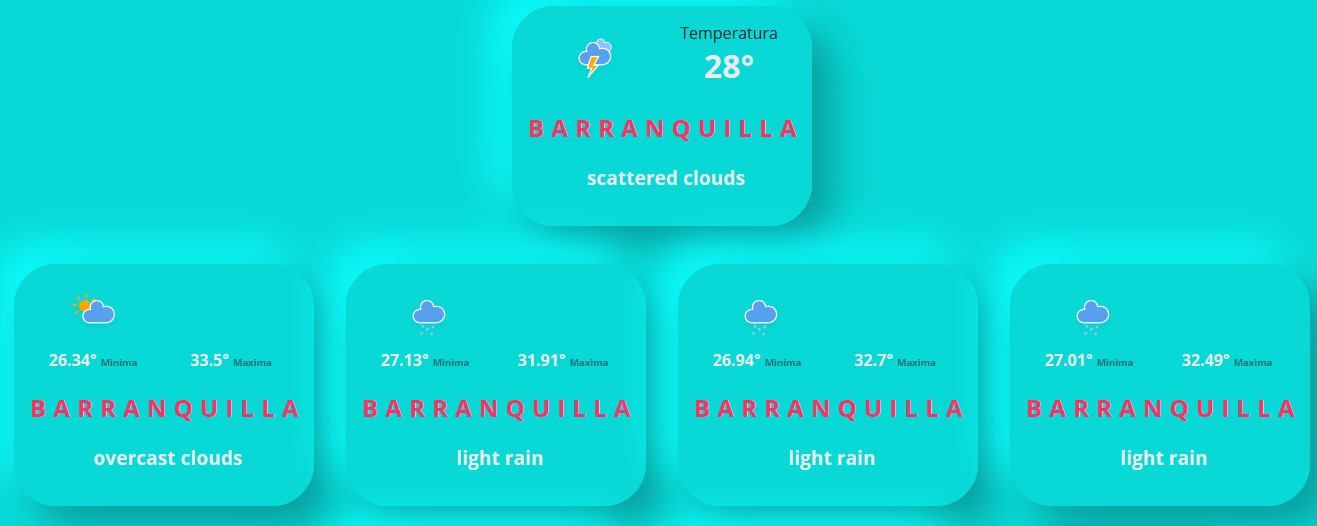 Temperatura
28°
BARRANQUILLA
scattered clouds
26.34° Minima 33.5° Maxima
BARRANQUILLA
overcast clouds
27.13° Minima 31.91° Maxima
BARRANQUILLA
light rain
26.94° Minima 32.7° Maxima
BARRANQUILLA
light rain
27.01° Minima 32.49° Maxima
BARRANQUILLA
light rain